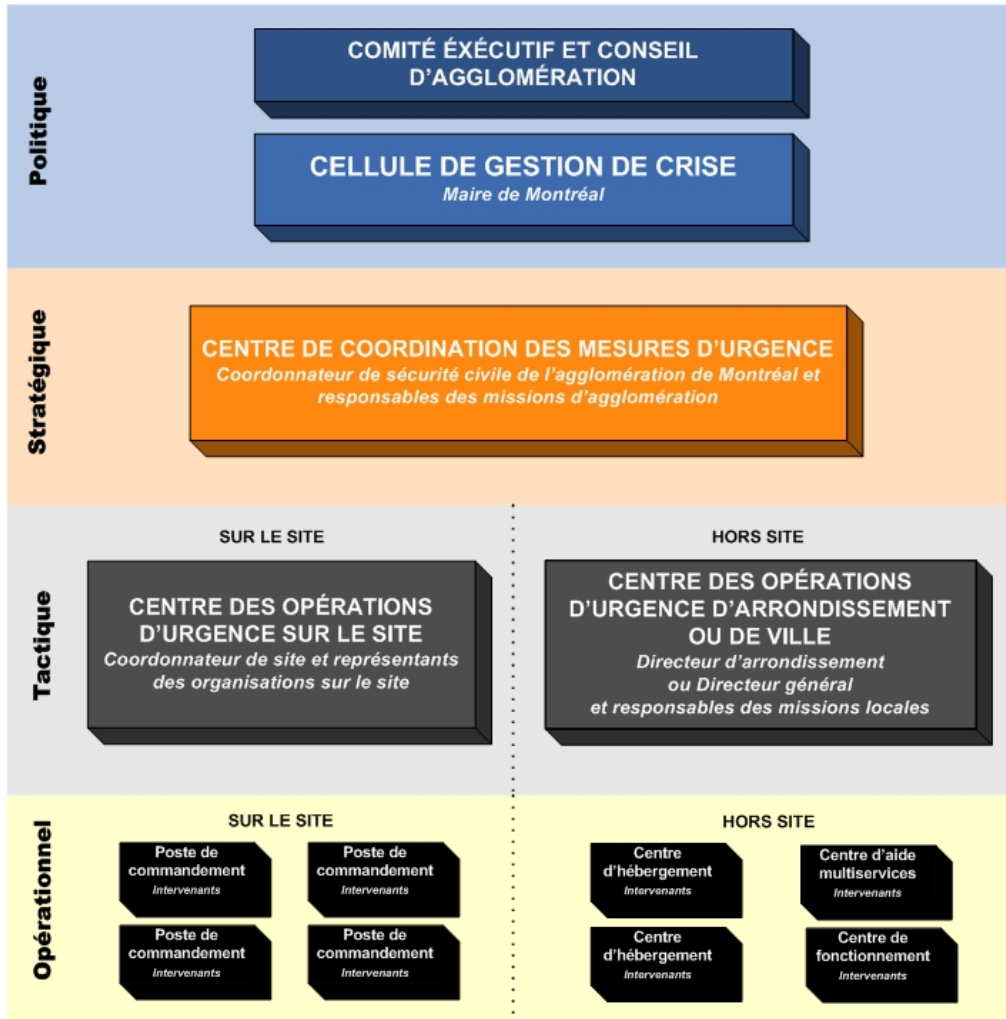 Politique
COMITÉ ÉXÉCUTIF ET CONSEIL
D'AGGLOMÉRATION
CELLULE DE GESTION DE CRISE
Maire de Montréal
Stratégique
CENTRE DE COORDINATION DES MESURES D'URGENCE
Coordonnateur de sécurité civile de l'agglomération de Montréal et
responsables des missions d'agglomération
Tactique
SUR LE SITE
CENTRE DES OPÉRATIONS
D'URGENCE SUR LE SITE
Coordonnateur de site et représentants
des organisations sur le site
HORS SITE
CENTRE DES OPÉRATIONS
D'URGENCE D'ARRONDISSEMENT
OU DE VILLE
Directeur d'arrondissement
ou Directeur général
et responsables des missions locales
Opérationnel
SUR LE SITE
Poste de
commandement
Intervenants
Poste de
commandement
Intervenants
Poste de
commandement
Intervenants
Poste de
commandement
Intervenants
HORS SITE
Centre
d'hébergement
Intervenants
Centre d'aide
multiservices
Intervenants
Centre
d'hébergement
Intervenants
Centre de
fonctionnement
Intervenants